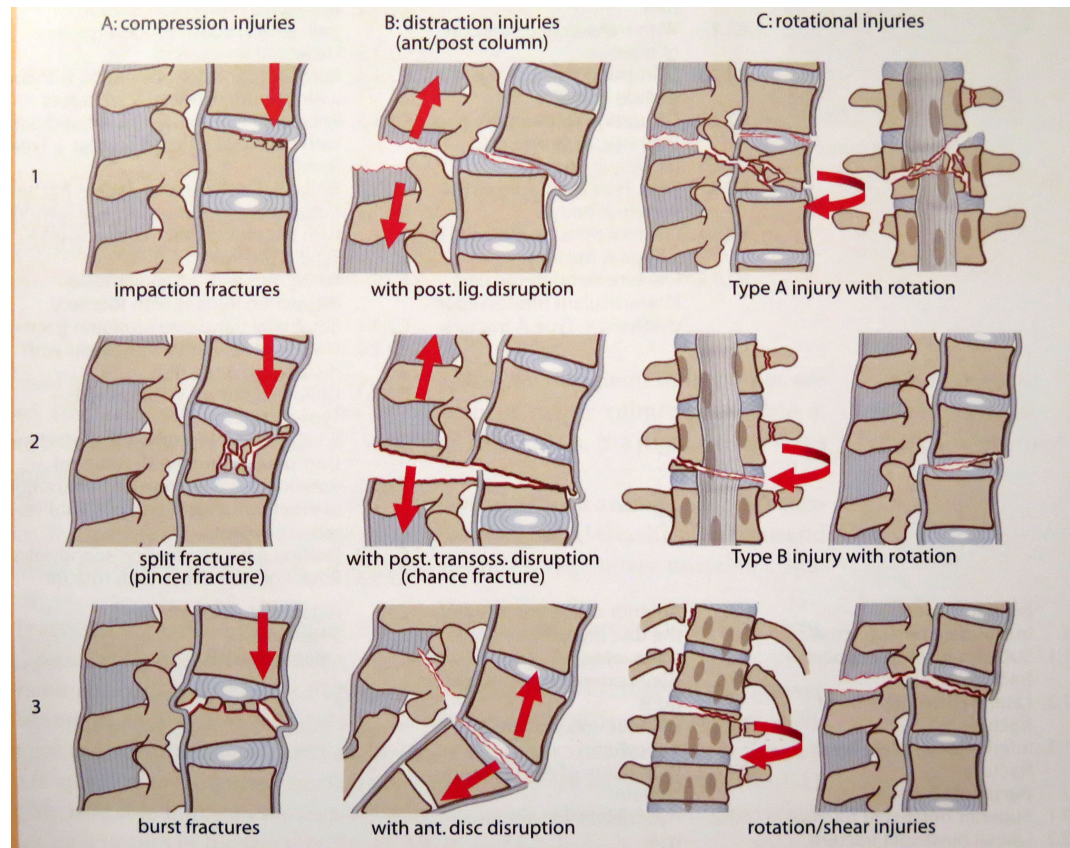 A: compression injuries
B: distraction injuries
(ant/post column)
C: rotational injuries
1
impaction fractures
with post. lig. disruption
Type A injury with rotation
2
split fractures
(pincer fracture)
with post. transoss. disruption
(chance fracture)
Type B injury with rotation
3
burst fractures
with ant. disc disruption
rotation/shear injuries